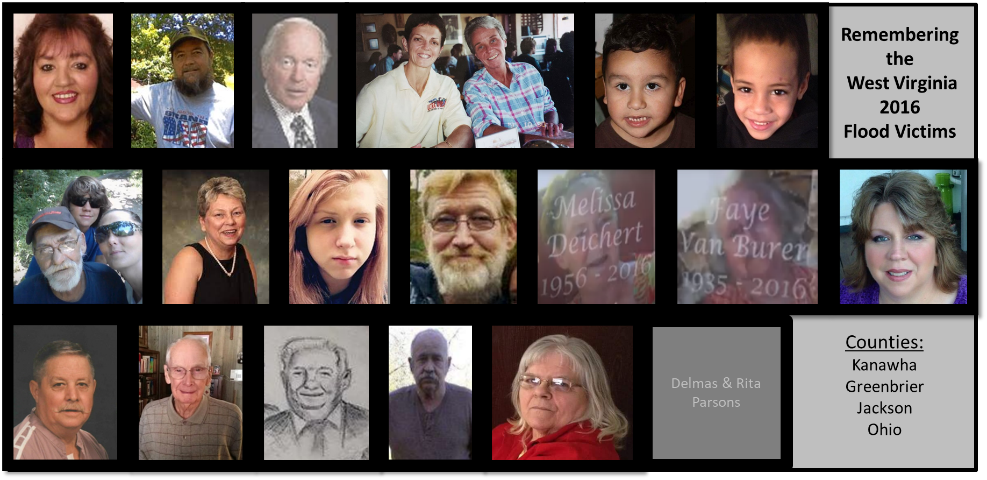 Remembering
the
West Virginia
2016
Flood Victims
Melissa
Deichert
1956 - 2016
Faye
Van Buren
1935 - 2016
Delmas & Rita
Parsons
Counties:
Kanawha
Greenbrier
Jackson
Ohio